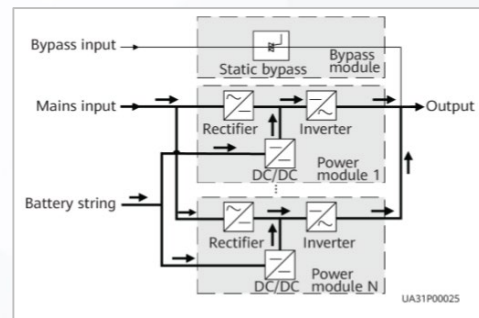 Bypass input
Static bypass
Bypass
module
Mains input
Output
Rectifier
Inverter
DC/DC
Power
module 1
Battery string
Rectifier
Inverter
DC/DC
Power
module N
UA31P00025